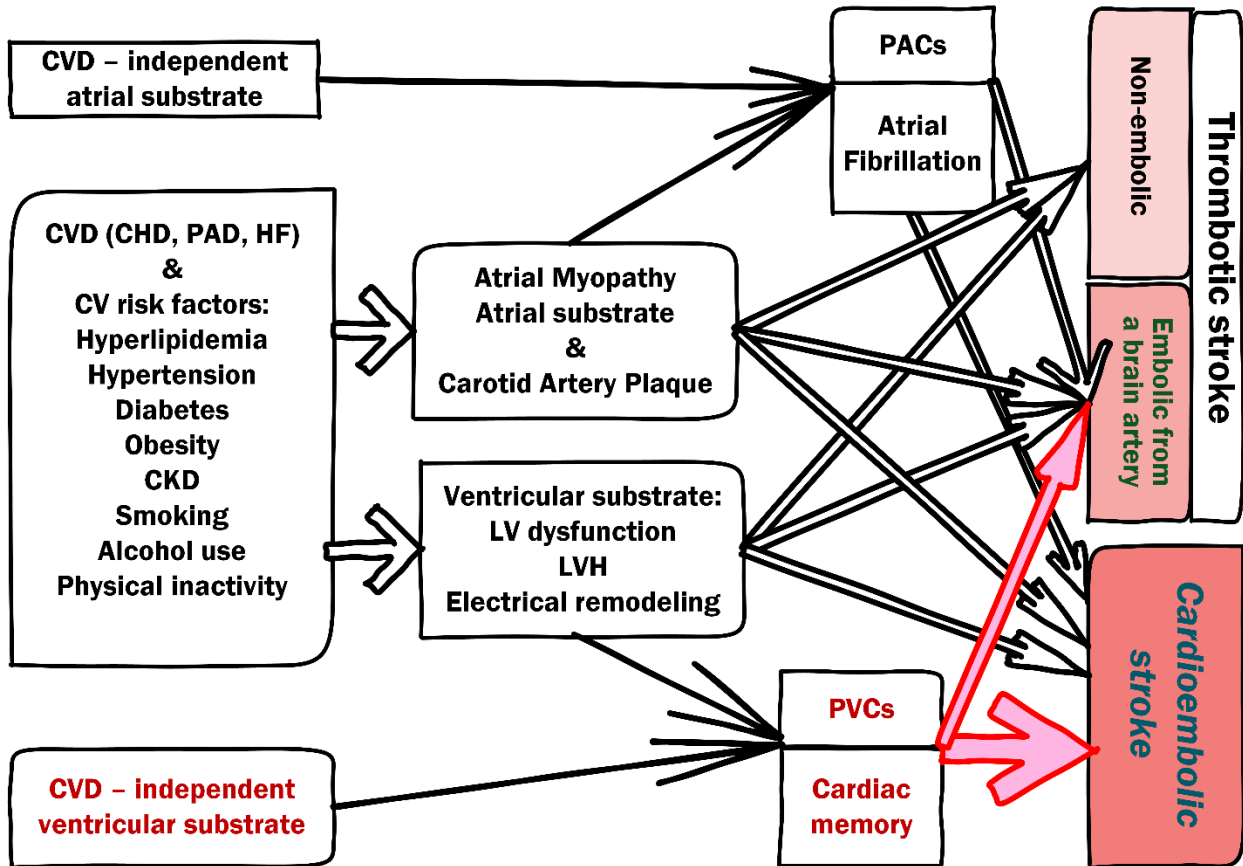 CVD – independent
atrial substrate
PACs
Atrial
Fibrillation
Non-embolic
Thrombotic stroke
CVD (CHD, PAD, HF)
&
CV risk factors:
Hyperlipidemia
Hypertension
Diabetes
Obesity
CKD
Smoking
Alcohol use
Physical inactivity
Atrial Myopathy
Atrial substrate
&
Carotid Artery Plaque
Embolic from
a brain artery
Ventricular substrate:
LV dysfunction
LVH
Electrical remodeling
Cardioembolic
stroke
PVCs
Cardiac
memory
CVD – independent
ventricular substrate